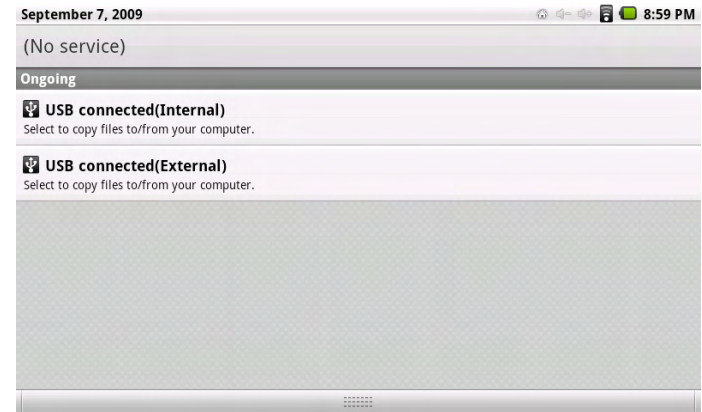 September 7, 2009 8:59 PM
(No service)
Ongoing
USB connected(Internal)
Select to copy files to/from your computer.
USB connected(External)
Select to copy files to/from your computer.